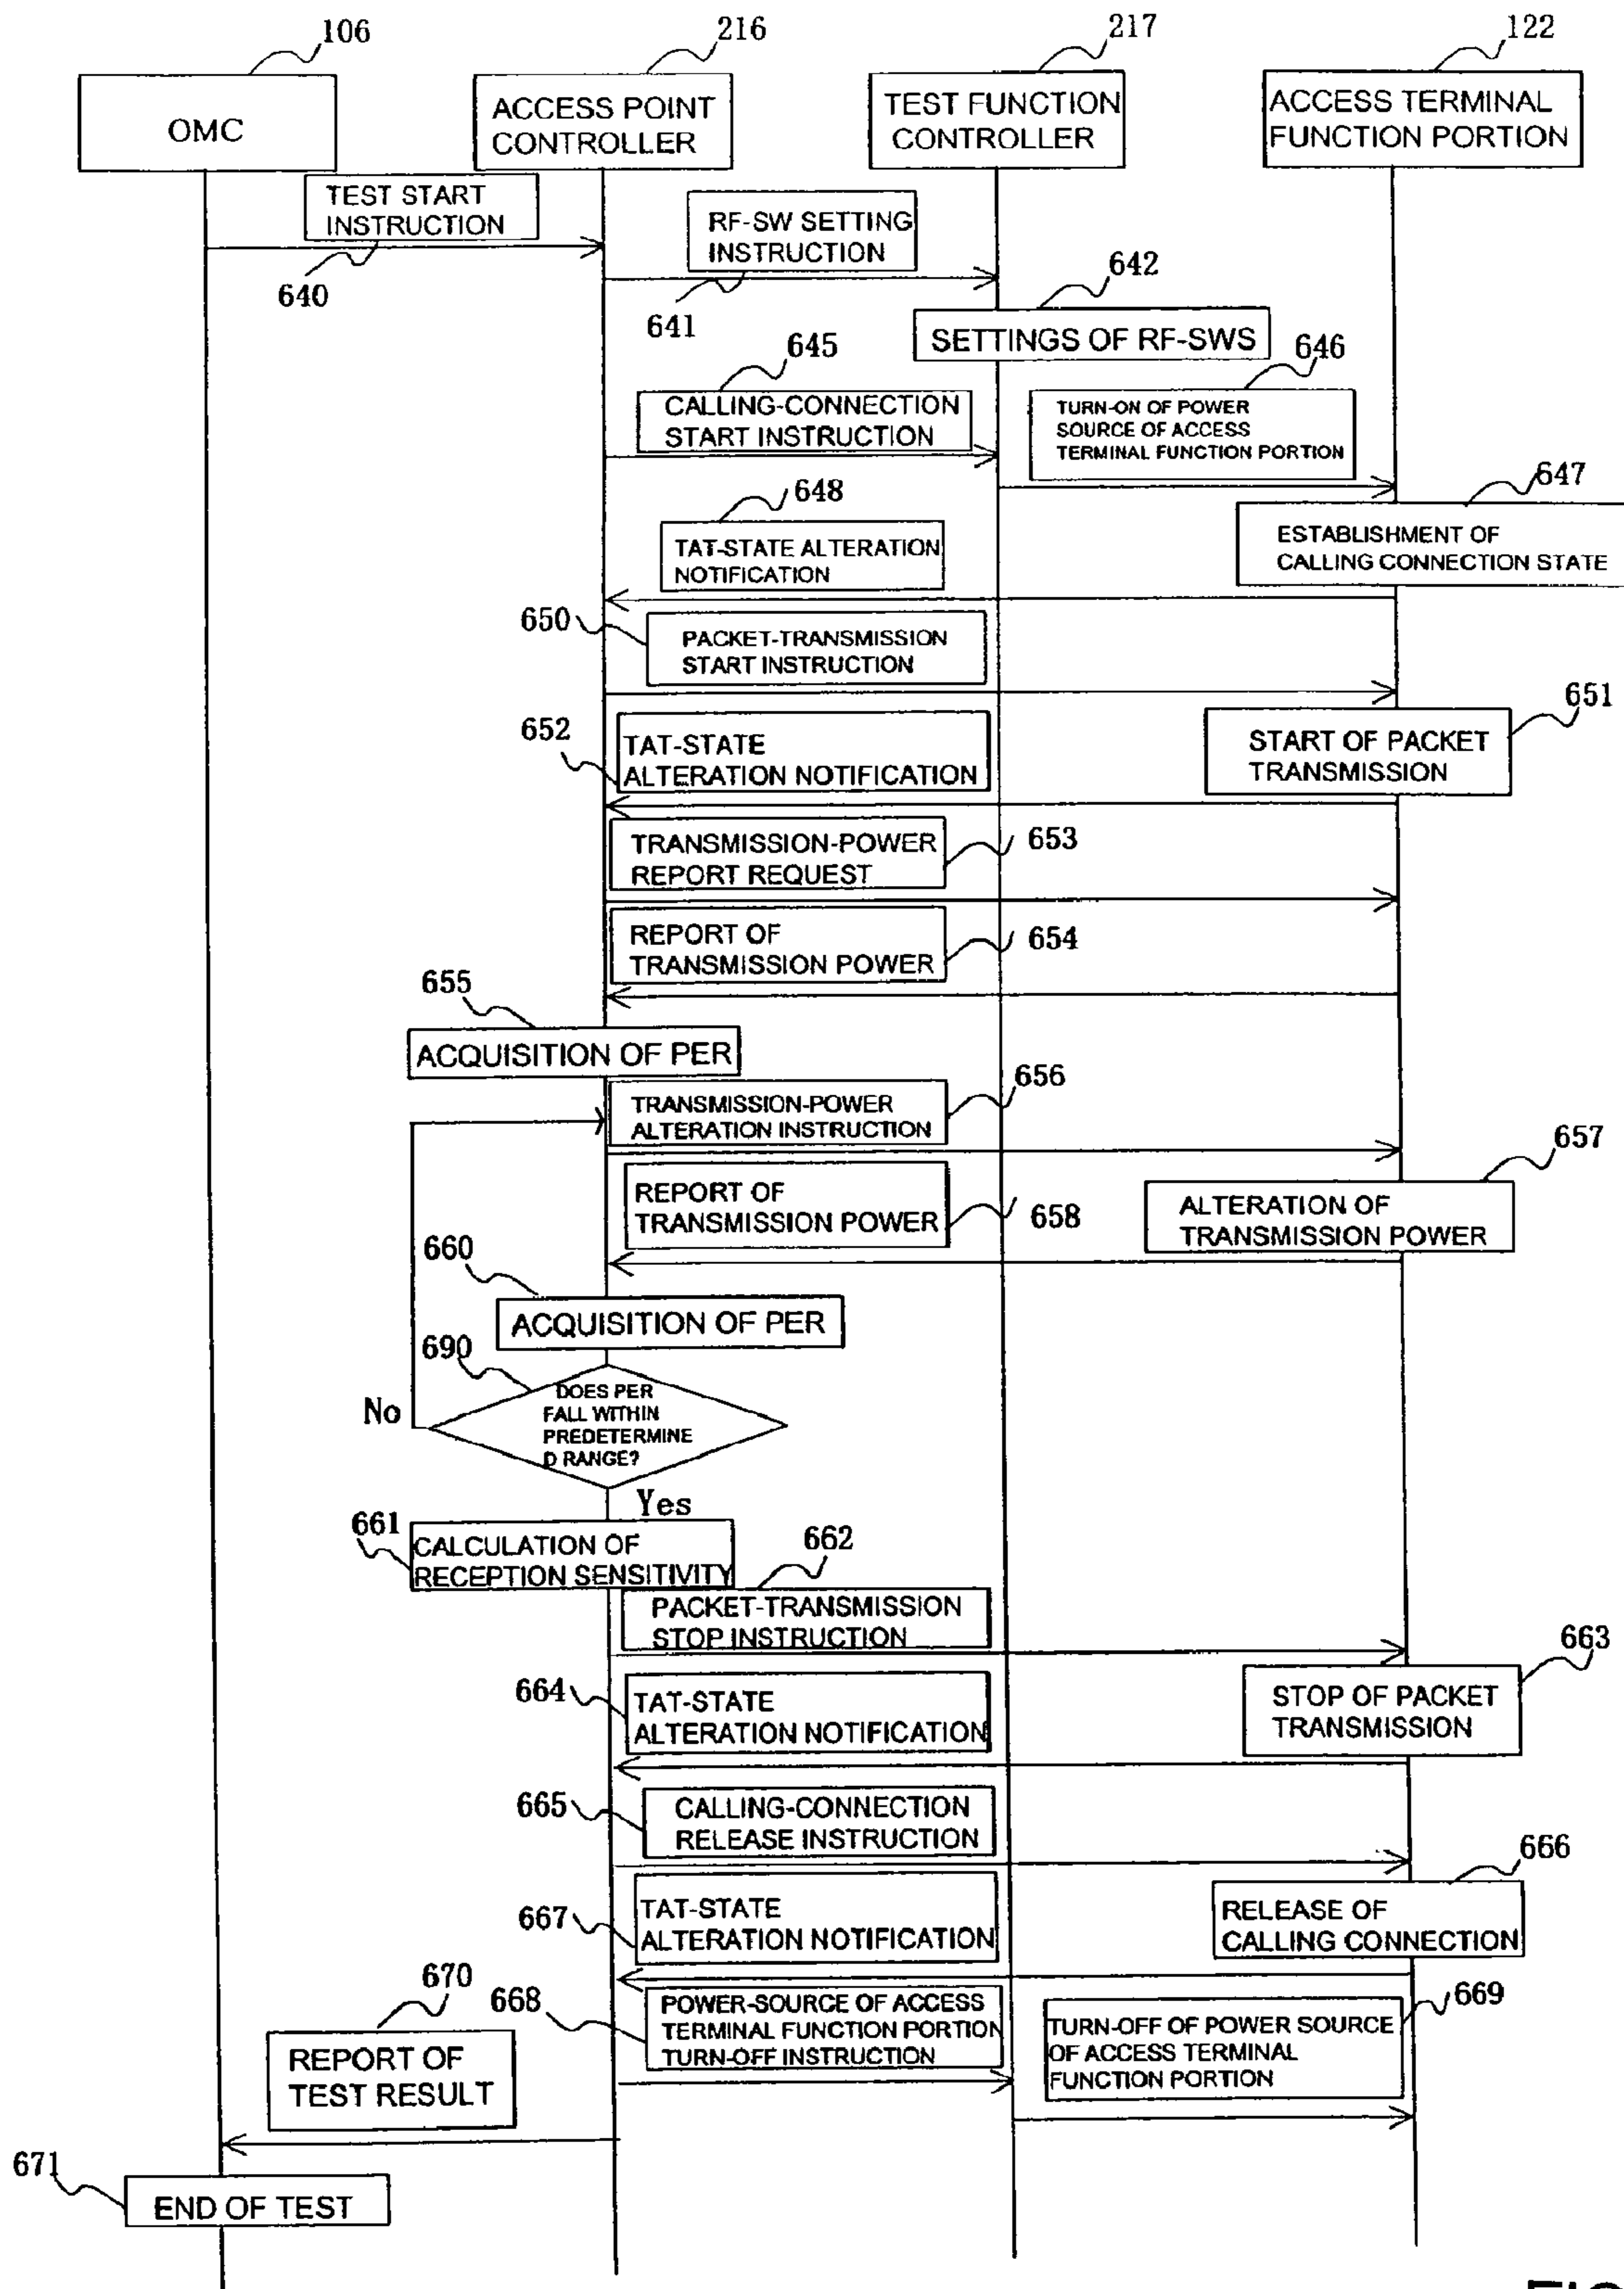 106
216
217
122
OMC
ACCESS POINT
CONTROLLER
TEST FUNCTION
CONTROLLER
ACCESS TERMINAL
FUNCTION PORTION
TEST START
INSTRUCTION
640
RF-SW SETTING
INSTRUCTION
641
642
SETTINGS OF RF-SWS
645
CALLING-CONNECTION
START INSTRUCTION
646
TURN-ON OF POWER
SOURCE OF ACCESS
TERMINAL FUNCTION PORTION
647
ESTABLISHMENT OF
CALLING CONNECTION STATE
648
TAT-STATE ALTERATION
NOTIFICATION
650
PACKET-TRANSMISSION
START INSTRUCTION
651
START OF PACKET
TRANSMISSION
652
TAT-STATE
ALTERATION NOTIFICATION
TRANSMISSION-POWER
REPORT REQUEST
653
REPORT OF
TRANSMISSION POWER
654
655
ACQUISITION OF PER
656
TRANSMISSION-POWER
ALTERATION INSTRUCTION
657
ALTERATION OF
TRANSMISSION POWER
REPORT OF
TRANSMISSION POWER
658
660
ACQUISITION OF PER
690
DOES PER
FALL WITHIN
PREDETERMINE
D RANGE?
No
Yes
661
CALCULATION OF
RECEPTION SENSITIVITY
662
PACKET-TRANSMISSION
STOP INSTRUCTION
663
STOP OF PACKET
TRANSMISSION
664
TAT-STATE
ALTERATION NOTIFICATION
665
CALLING-CONNECTION
RELEASE INSTRUCTION
666
RELEASE OF
CALLING CONNECTION
667
TAT-STATE
ALTERATION NOTIFICATION
668
POWER-SOURCE OF ACCESS
TERMINAL FUNCTION PORTION
TURN-OFF INSTRUCTION
669
TURN-OFF OF POWER SOURCE
OF ACCESS TERMINAL
FUNCTION PORTION
670
REPORT OF
TEST RESULT
671
END OF TEST